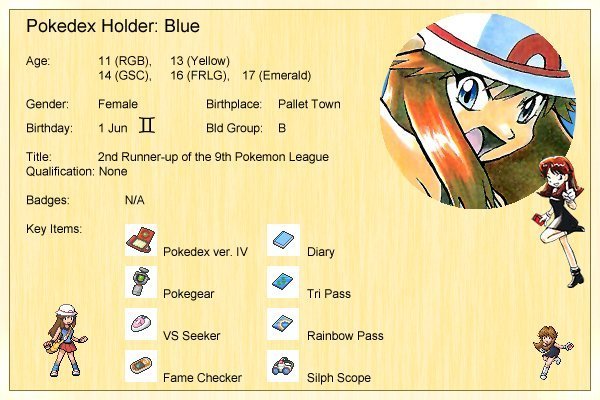 Pokedex Holder: Blue
Age: 11 (RGB), 13 (Yellow)
14 (GSC), 16 (FRLG), 17 (Emerald)
Gender: Female Birthplace: Pallet Town
Birthday: 1 Jun ♊ Bld Group: B
Title: 2nd Runner-up of the 9th Pokemon League
Qualification: None
Badges: N/A
Key Items:
Pokedex ver. IV Diary
Pokegear Tri Pass
VS Seeker Rainbow Pass
Fame Checker Silph Scope